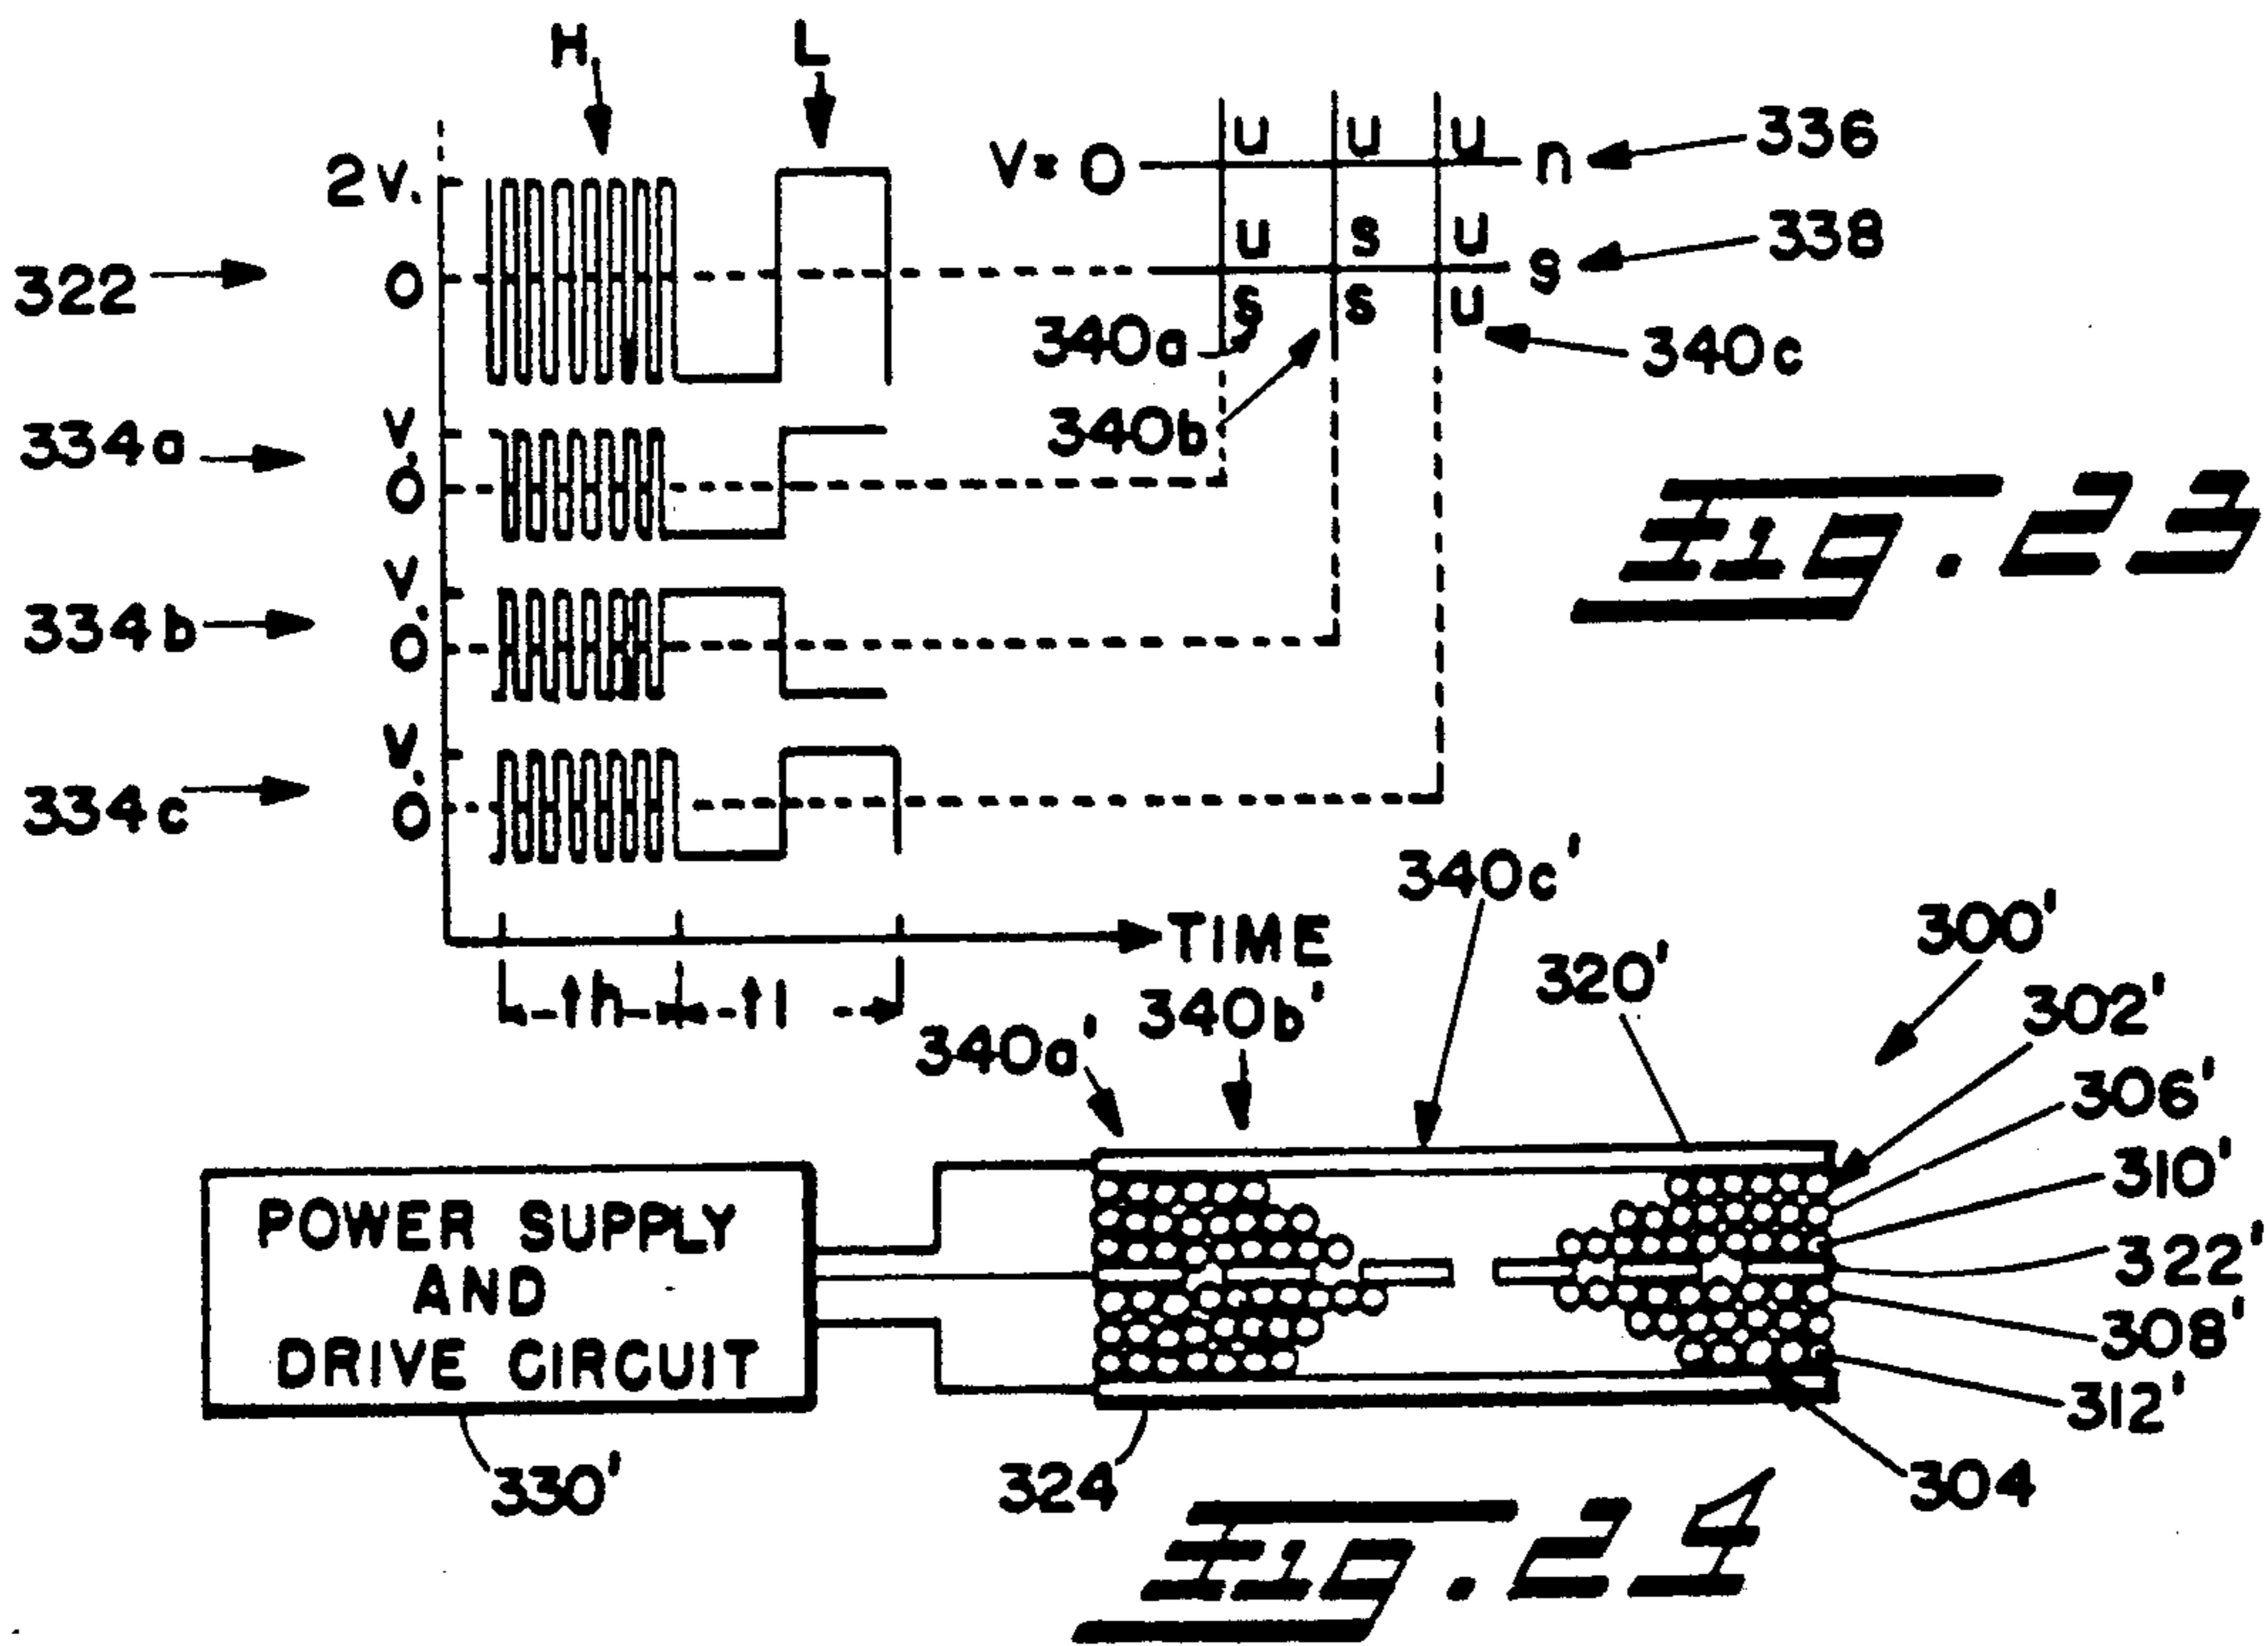 H L
2V.
0
322
V = 0
u u u
n
336
u s u
s
338
s s u
340a
340b
340c
V
0
334a
V
0
334b
V
0
334c
FIG. 23
TIME
th tl
340a'
340b'
340c'
320'
300'
302'
306'
310'
322'
308'
312'
304
324
POWER SUPPLY
AND
DRIVE CIRCUIT
330'
FIG. 24